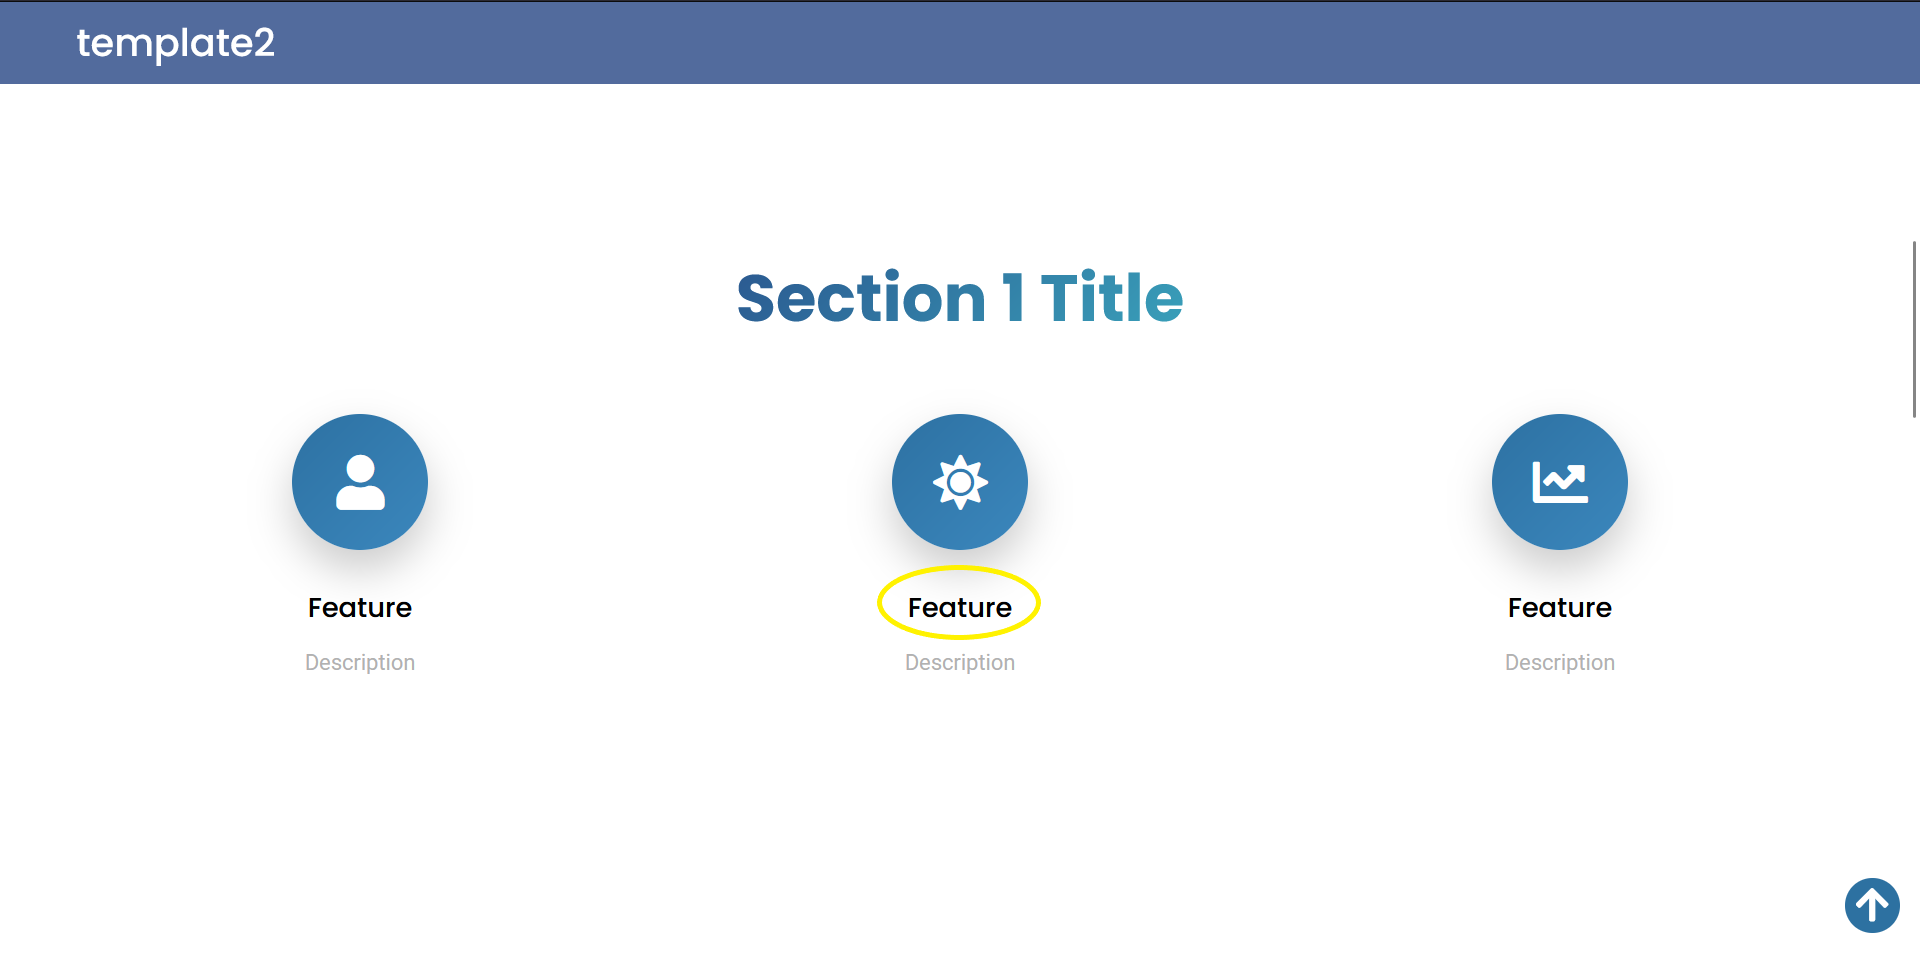 template2
Section 1 Title
Feature
Feature
Feature
Description
Description
Description